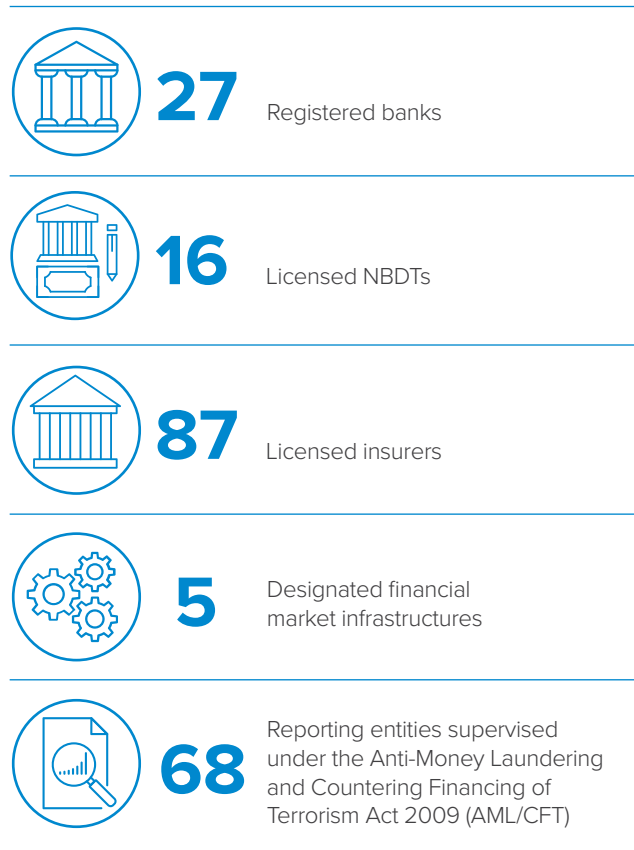 27
Registered banks
16
Licensed NBDTs
87
Licensed insurers
5
Designated financial
market infrastructures
68
Reporting entities supervised
under the Anti-Money Laundering
and Countering Financing of
Terrorism Act 2009 (AML/CFT)